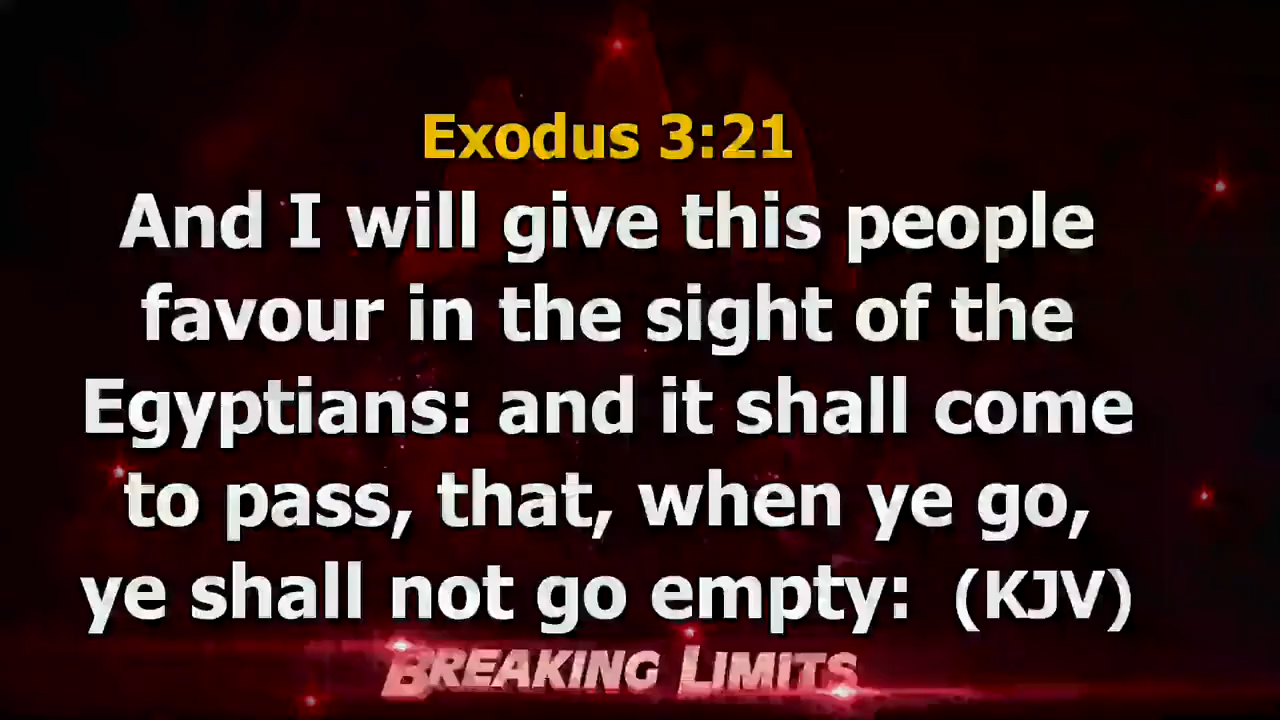 Exodus 3:21
And I will give this people
favour in the sight of the
Egyptians: and it shall come
to pass, that, when ye go,
ye shall not go empty: (KJV)
BREAKING LIMITS